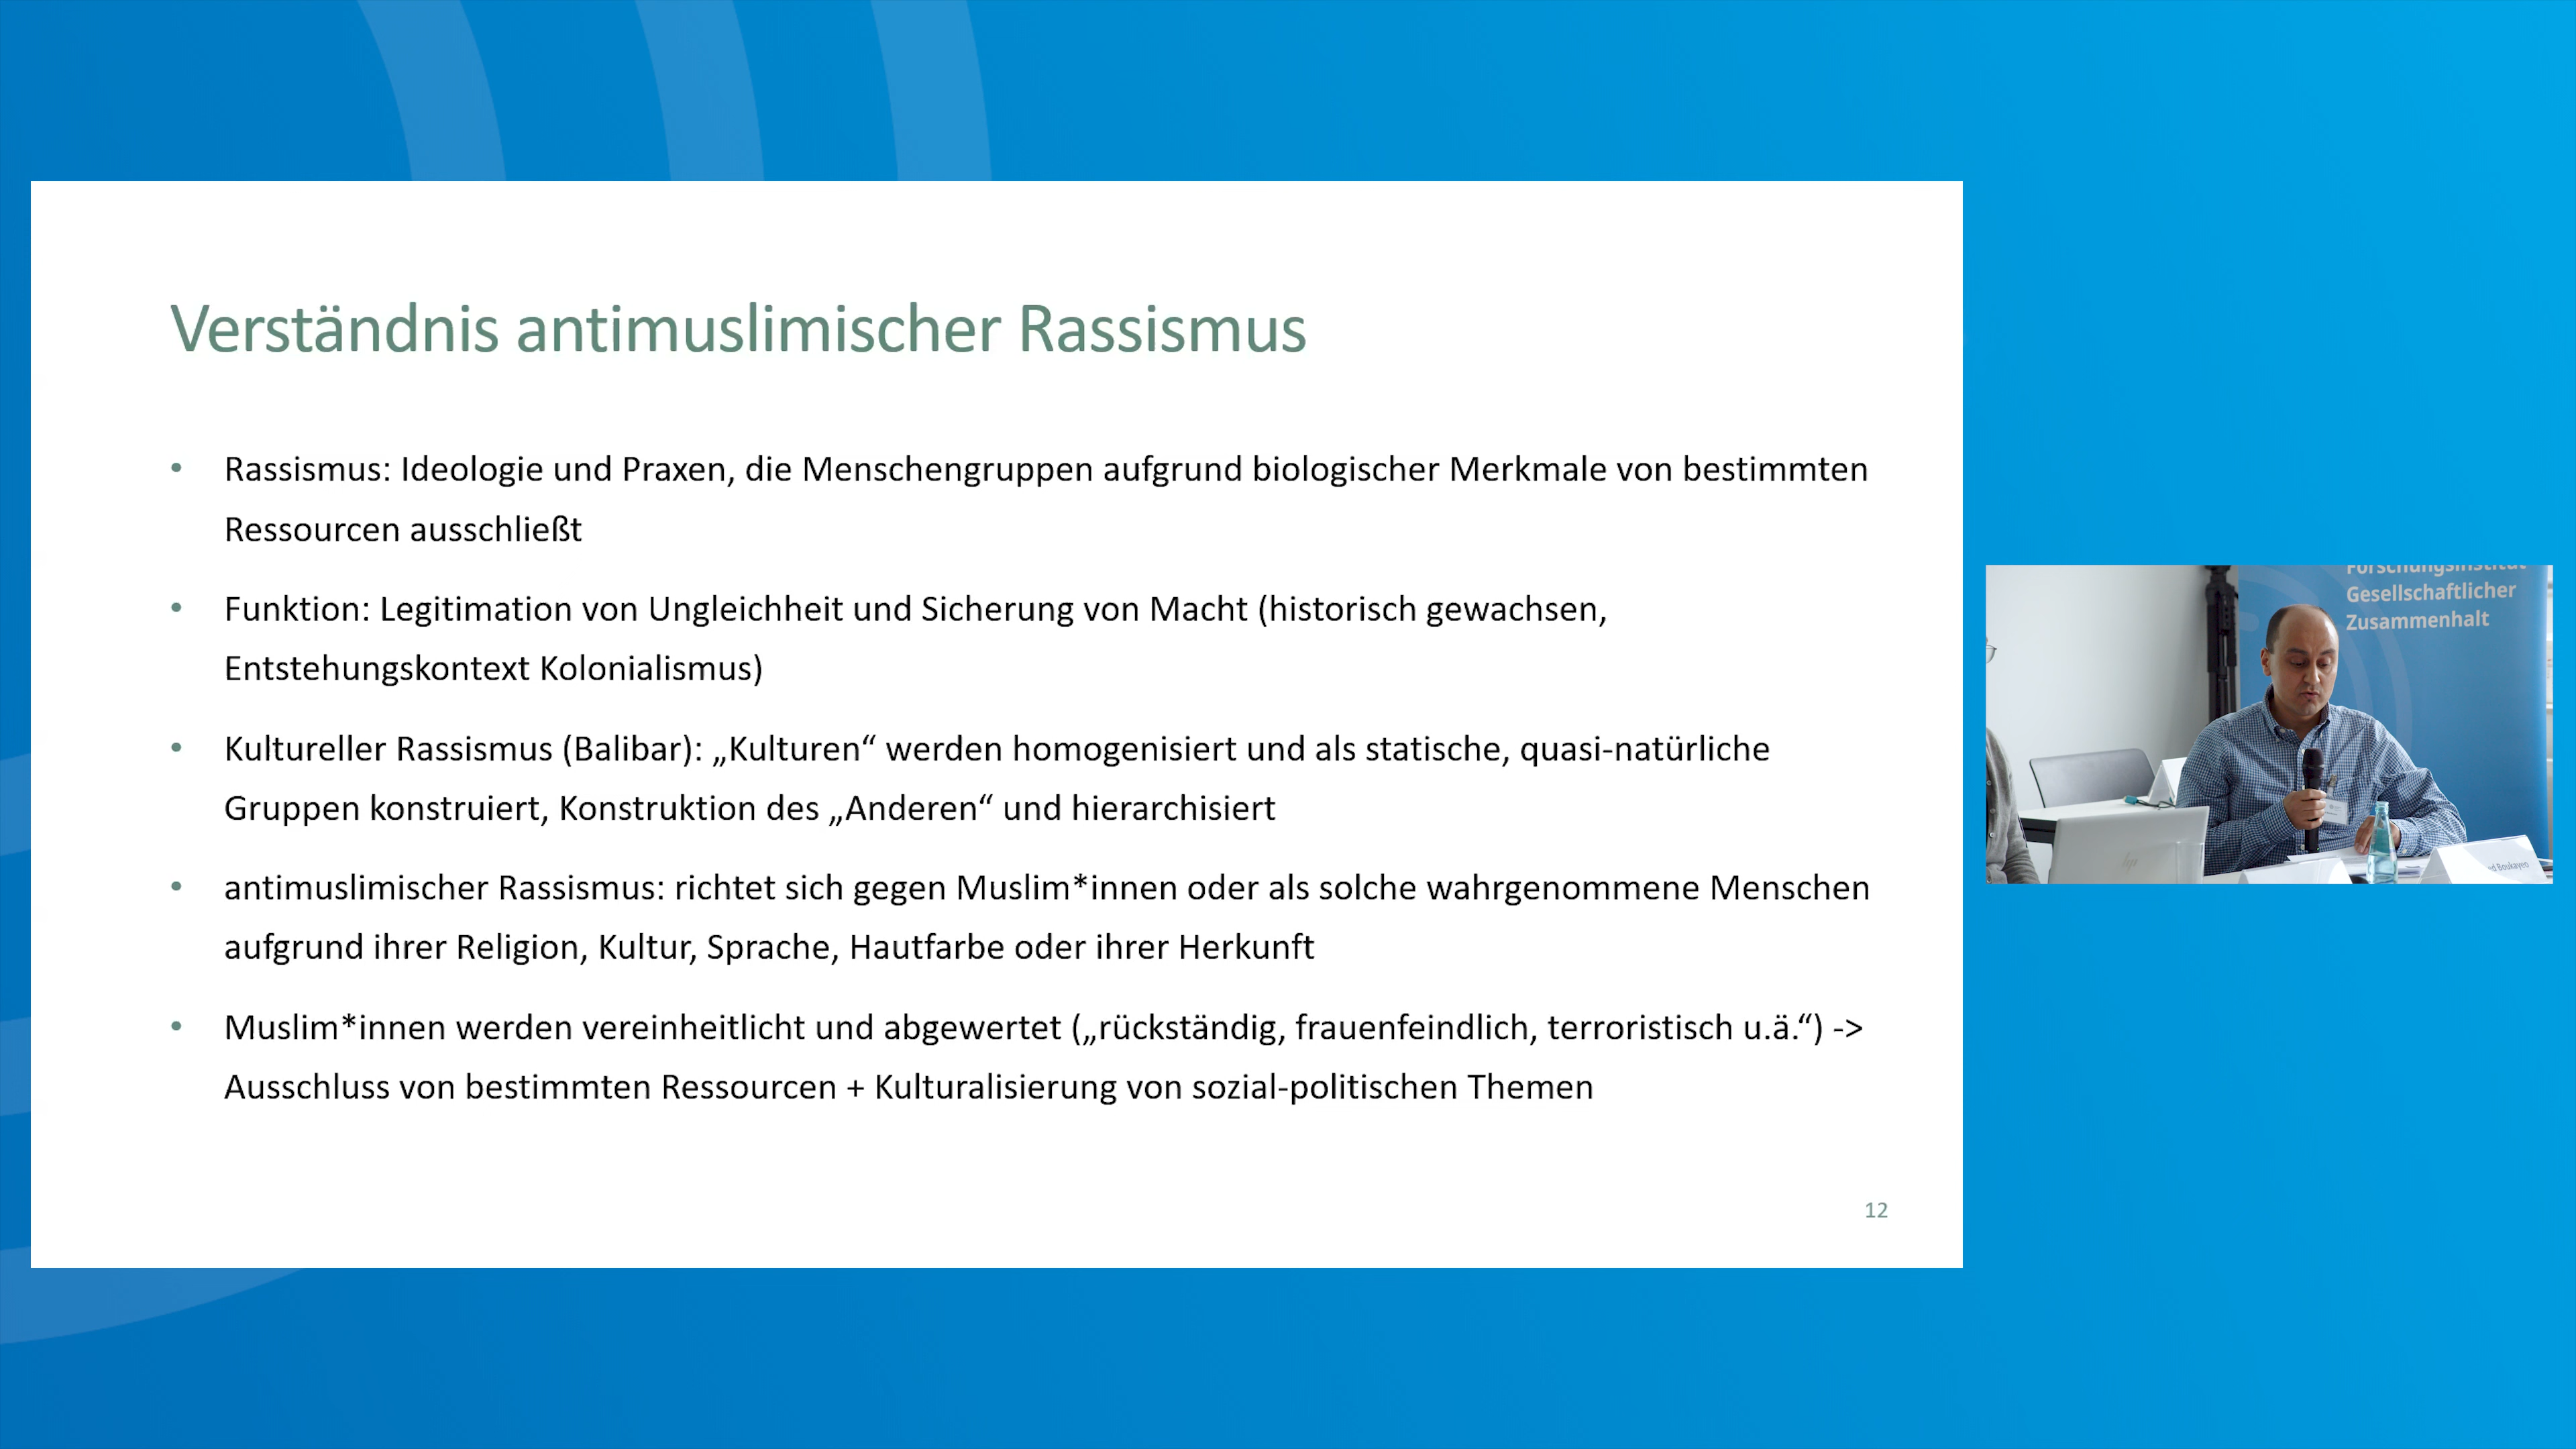 Verständnis antimuslimischer Rassismus
• Rassismus: Ideologie und Praxen, die Menschengruppen aufgrund biologischer Merkmale von bestimmten
Ressourcen ausschließt
• Funktion: Legitimation von Ungleichheit und Sicherung von Macht (historisch gewachsen,
Entstehungskontext Kolonialismus)
• Kultureller Rassismus (Balibar): „Kulturen“ werden homogenisiert und als statische, quasi-natürliche
Gruppen konstruiert, Konstruktion des „Anderen“ und hierarchisiert
• antimuslimischer Rassismus: richtet sich gegen Muslim*innen oder als solche wahrgenommene Menschen
aufgrund ihrer Religion, Kultur, Sprache, Hautfarbe oder ihrer Herkunft
• Muslim*innen werden vereinheitlicht und abgewertet („rückständig, frauenfeindlich, terroristisch u.ä.“) ->
Ausschluss von bestimmten Ressourcen + Kulturalisierung von sozial-politischen Themen
12
Forschungsinstitut
Gesellschaftlicher
Zusammenhalt
hp